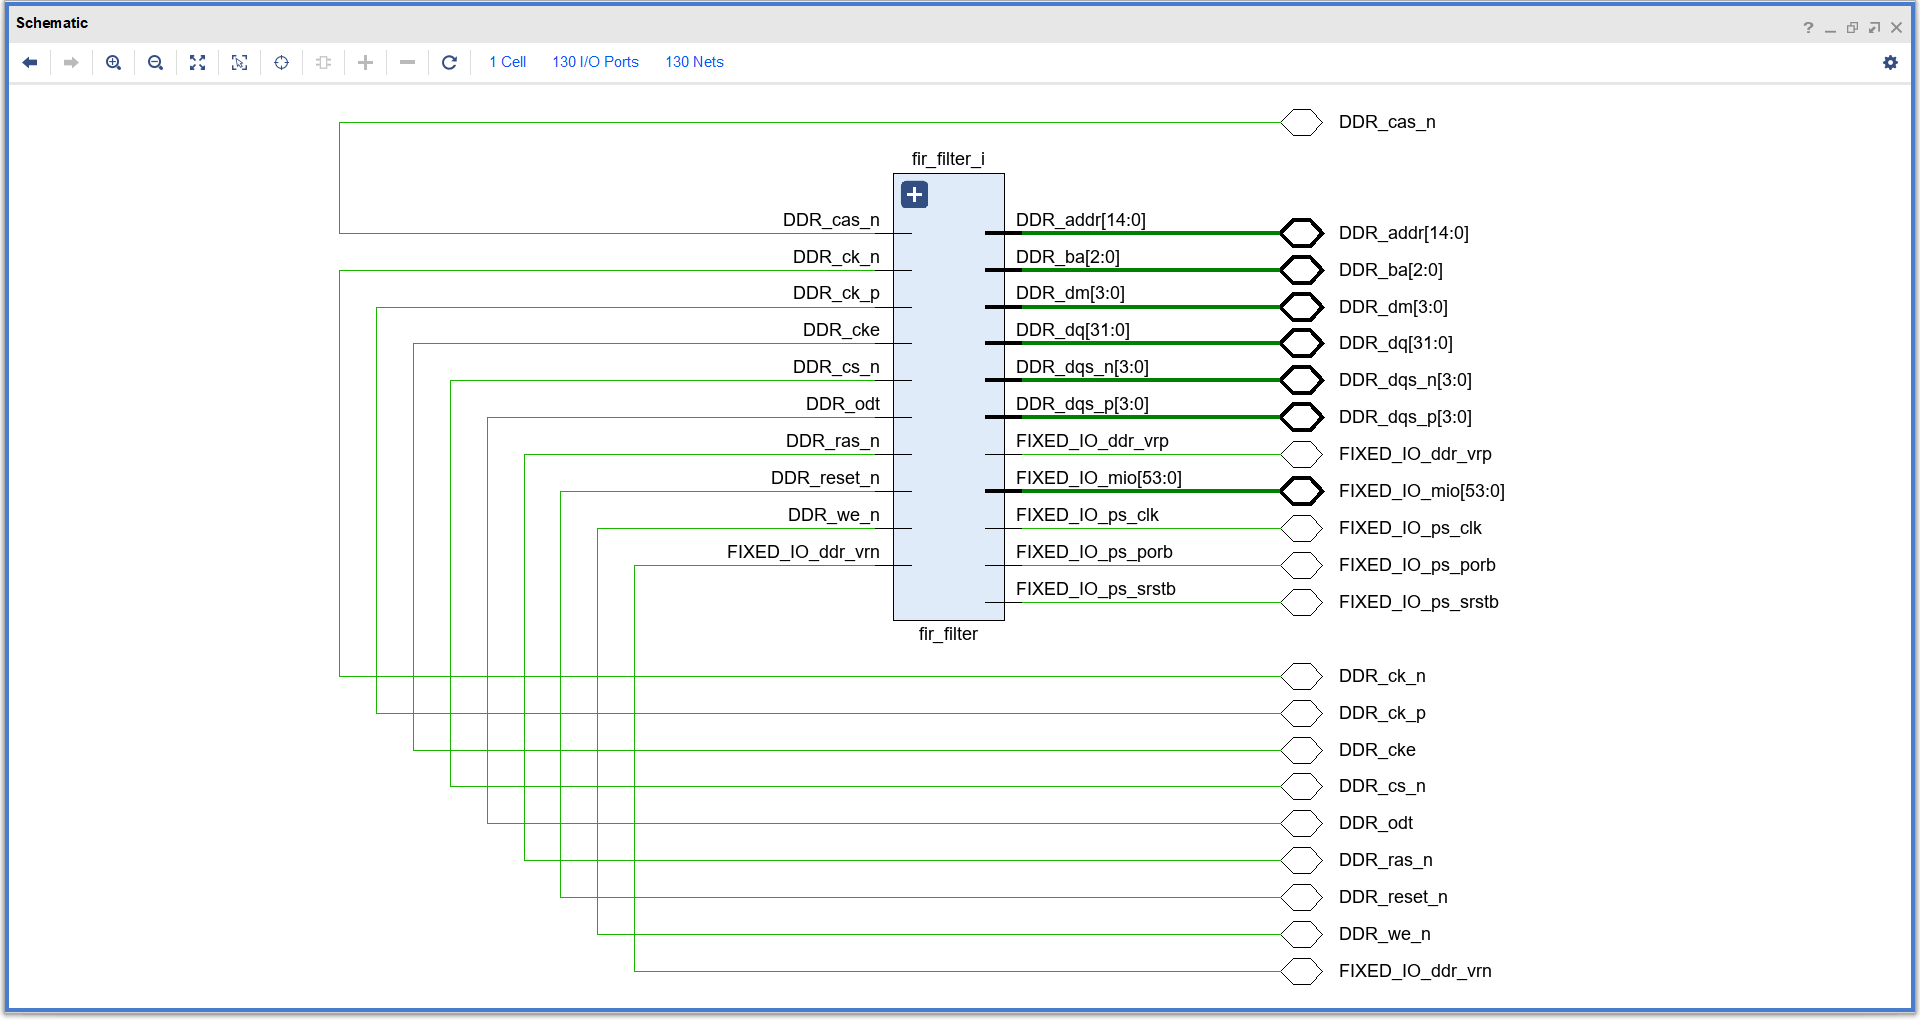 Schematic
1 Cell 130 I/O Ports 130 Nets
DDR_cas_n
fir_filter_i
DDR_cas_n DDR_addr[14:0] DDR_addr[14:0]
DDR_ck_n DDR_ba[2:0] DDR_ba[2:0]
DDR_ck_p DDR_dm[3:0] DDR_dm[3:0]
DDR_cke DDR_dq[31:0] DDR_dq[31:0]
DDR_cs_n DDR_dqs_n[3:0] DDR_dqs_n[3:0]
DDR_odt DDR_dqs_p[3:0] DDR_dqs_p[3:0]
DDR_ras_n FIXED_IO_ddr_vrp FIXED_IO_ddr_vrp
DDR_reset_n FIXED_IO_mio[53:0] FIXED_IO_mio[53:0]
DDR_we_n FIXED_IO_ps_clk FIXED_IO_ps_clk
FIXED_IO_ddr_vrn FIXED_IO_ps_porb FIXED_IO_ps_porb
FIXED_IO_ps_srstb FIXED_IO_ps_srstb
fir_filter
DDR_ck_n
DDR_ck_p
DDR_cke
DDR_cs_n
DDR_odt
DDR_ras_n
DDR_reset_n
DDR_we_n
FIXED_IO_ddr_vrn